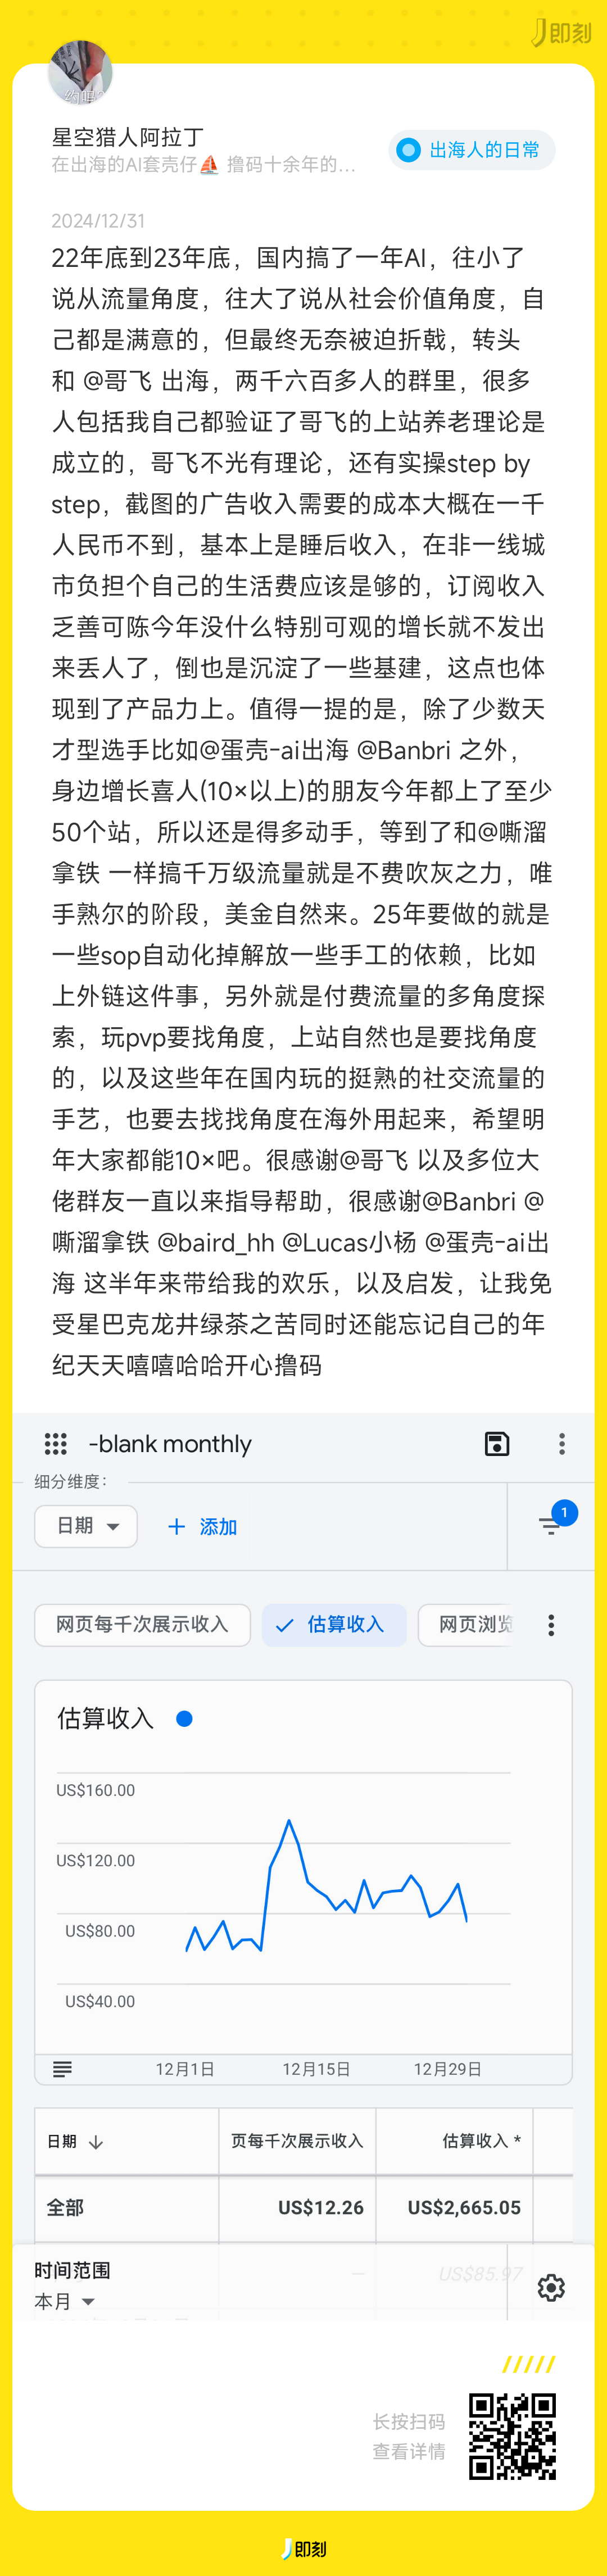 即刻
约吗?
星空猎人阿拉丁
在出海的AI套壳仔⛵ 撸码十余年的...
出海人的日常
2024/12/31
22年底到23年底，国内搞了一年AI，往小了
说从流量角度，往大了说从社会价值角度，自
己都是满意的，但最终无奈被迫折戟，转头
和 @哥飞 出海，两千六百多人的群里，很多
人包括我自己都验证了哥飞的上站养老理论是
成立的，哥飞不光有理论，还有实操step by
step，截图的广告收入需要的成本大概在一千
人民币不到，基本上是睡后收入，在非一线城
市负担个自己的生活费应该是够的，订阅收入
乏善可陈今年没什么特别可观的增长就不发出
来丢人了，倒也是沉淀了一些基建，这点也体
现到了产品力上。值得一提的是，除了少数天
才型选手比如@蛋壳-ai出海 @Banbri 之外，
身边增长喜人(10×以上)的朋友今年都上了至少
50个站，所以还是得多动手，等到了和@嘶溜
拿铁 一样搞千万级流量就是不费吹灰之力，唯
手熟尔的阶段，美金自然来。25年要做的就是
一些sop自动化掉解放一些手工的依赖，比如
上外链这件事，另外就是付费流量的多角度探
索，玩pvp要找角度，上站自然也是要找角度
的，以及这些年在国内玩的挺熟的社交流量的
手艺，也要去找找角度在海外用起来，希望明
年大家都能10×吧。很感谢@哥飞 以及多位大
佬群友一直以来指导帮助，很感谢@Banbri @
嘶溜拿铁 @baird_hh @Lucas小杨 @蛋壳-ai出
海 这半年来带给我的欢乐，以及启发，让我免
受星巴克龙井绿茶之苦同时还能忘记自己的年
纪天天嘻嘻哈哈开心撸码
-blank monthly
细分维度：
日期
+ 添加
1
网页每千次展示收入
估算收入
网页浏览
估算收入
US$160.00
US$120.00
US$80.00
US$40.00
12月1日 12月15日 12月29日
日期 页每千次展示收入 估算收入 *
全部 US$12.26 US$2,665.05
— US$85.97
时间范围
本月
长按扫码
查看详情
即刻